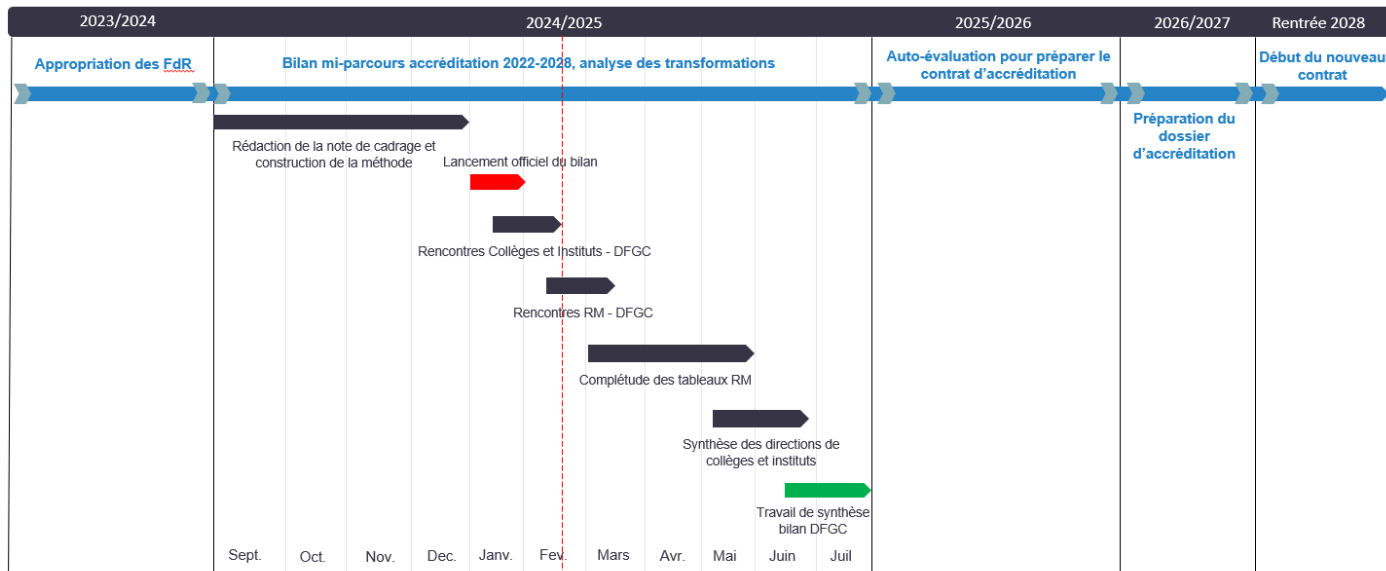 2023/2024
2024/2025
2025/2026
2026/2027
Rentrée 2028
Appropriation des FdR
Bilan mi-parcours accréditation 2022-2028, analyse des transformations
Auto-évaluation pour préparer le
contrat d’accréditation
Début du nouveau
contrat
Préparation du
dossier
d’accréditation
Rédaction de la note de cadrage et
construction de la méthode
Lancement officiel du bilan
Rencontres Collèges et Instituts - DFGC
Rencontres RM - DFGC
Complétude des tableaux RM
Synthèse des directions de
collèges et instituts
Travail de synthèse
bilan DFGC
Sept.
Oct.
Nov.
Dec.
Janv.
Fev.
Mars
Avr.
Mai
Juin
Juil